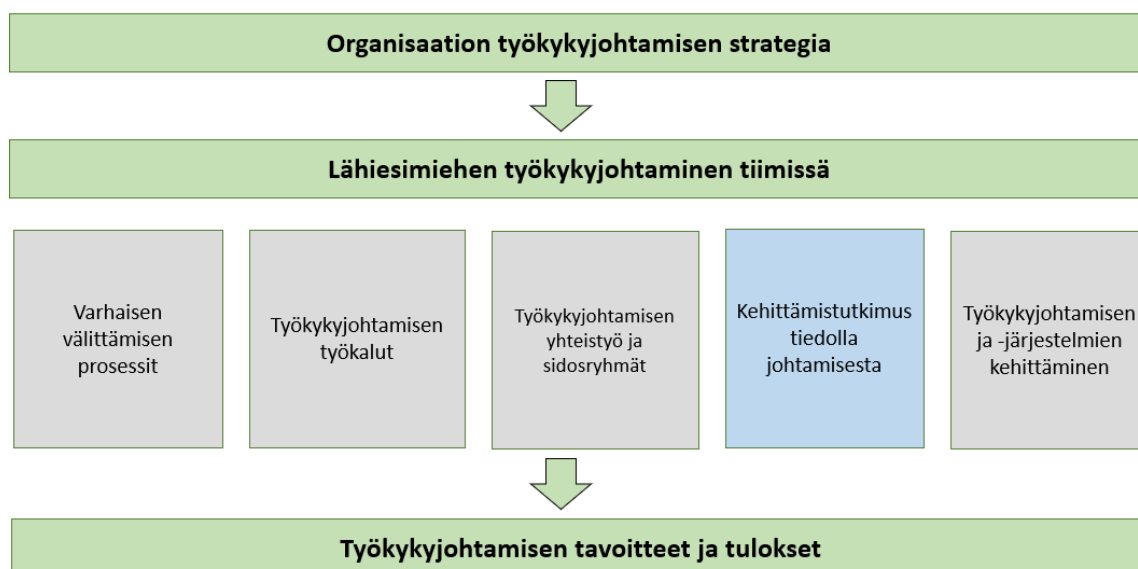 Organisaation työkykyjohtamisen strategia
Lähiesimiehen työkykyjohtaminen tiimissä
Varhaisen
välittämisen
prosessit
Työkykyjohtamisen
työkalut
Työkykyjohtamisen
yhteistyö ja
sidosryhmät
Kehittämistutkimus
tiedolla
johtamisesta
Työkykyjohtamisen
ja -järjestelmien
kehittäminen
Työkykyjohtamisen tavoitteet ja tulokset